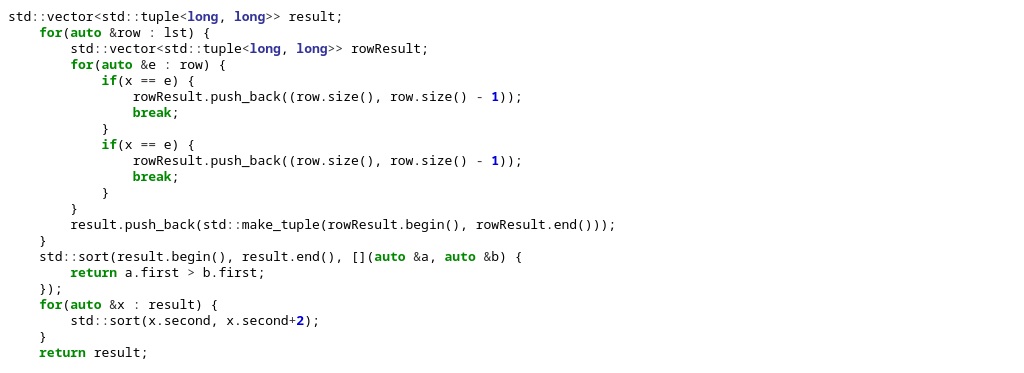 std::vector<std::tuple<long, long>> result;
    for(auto &row : lst) {
        std::vector<std::tuple<long, long>> rowResult;
        for(auto &e : row) {
            if(x == e) {
                rowResult.push_back((row.size(), row.size() - 1));
                break;
            }
            if(x == e) {
                rowResult.push_back((row.size(), row.size() - 1));
                break;
            }
        }
        result.push_back(std::make_tuple(rowResult.begin(), rowResult.end()));
    }
    std::sort(result.begin(), result.end(), [](auto &a, auto &b) {
        return a.first > b.first;
    });
    for(auto &x : result) {
        std::sort(x.second, x.second+2);
    }
    return result;